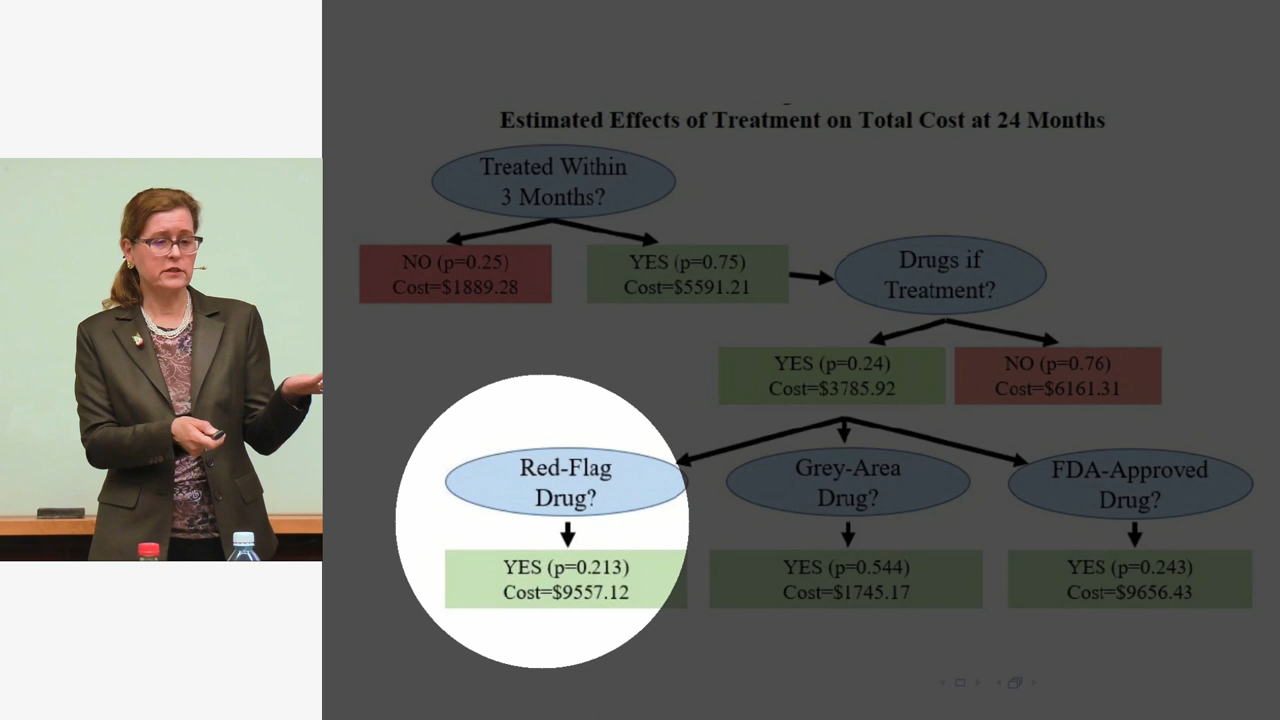 Estimated Effects of Treatment on Total Cost at 24 Months
Treated Within
3 Months?
NO (p=0.25)
Cost=$1889.28
YES (p=0.75)
Cost=$5591.21
Drugs if
Treatment?
YES (p=0.24)
Cost=$3785.92
NO (p=0.76)
Cost=$6161.31
Red-Flag
Drug?
Grey-Area
Drug?
FDA-Approved
Drug?
YES (p=0.213)
Cost=$9557.12
YES (p=0.544)
Cost=$1745.17
YES (p=0.243)
Cost=$9656.43